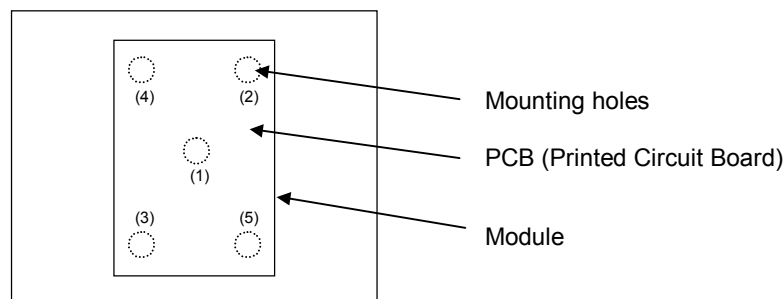 (4)
(2)
Mounting holes
PCB (Printed Circuit Board)
(1)
(3)
(5)
Module